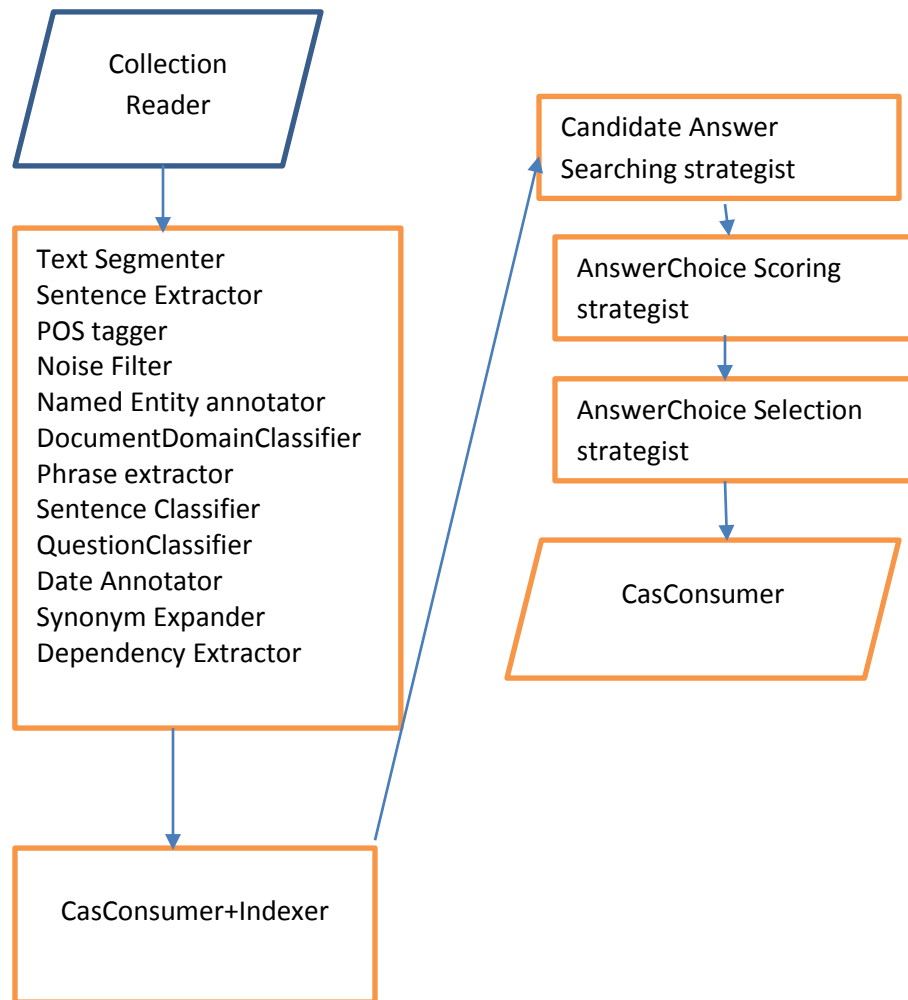 Collection
Reader
Text Segmenter
Sentence Extractor
POS tagger
Noise Filter
Named Entity annotator
DocumentDomainClassifier
Phrase extractor
Sentence Classifier
QuestionClassifier
Date Annotator
Synonym Expander
Dependency Extractor
CasConsumer+Indexer
Candidate Answer
Searching strategist
AnswerChoice Scoring
strategist
AnswerChoice Selection
strategist
CasConsumer